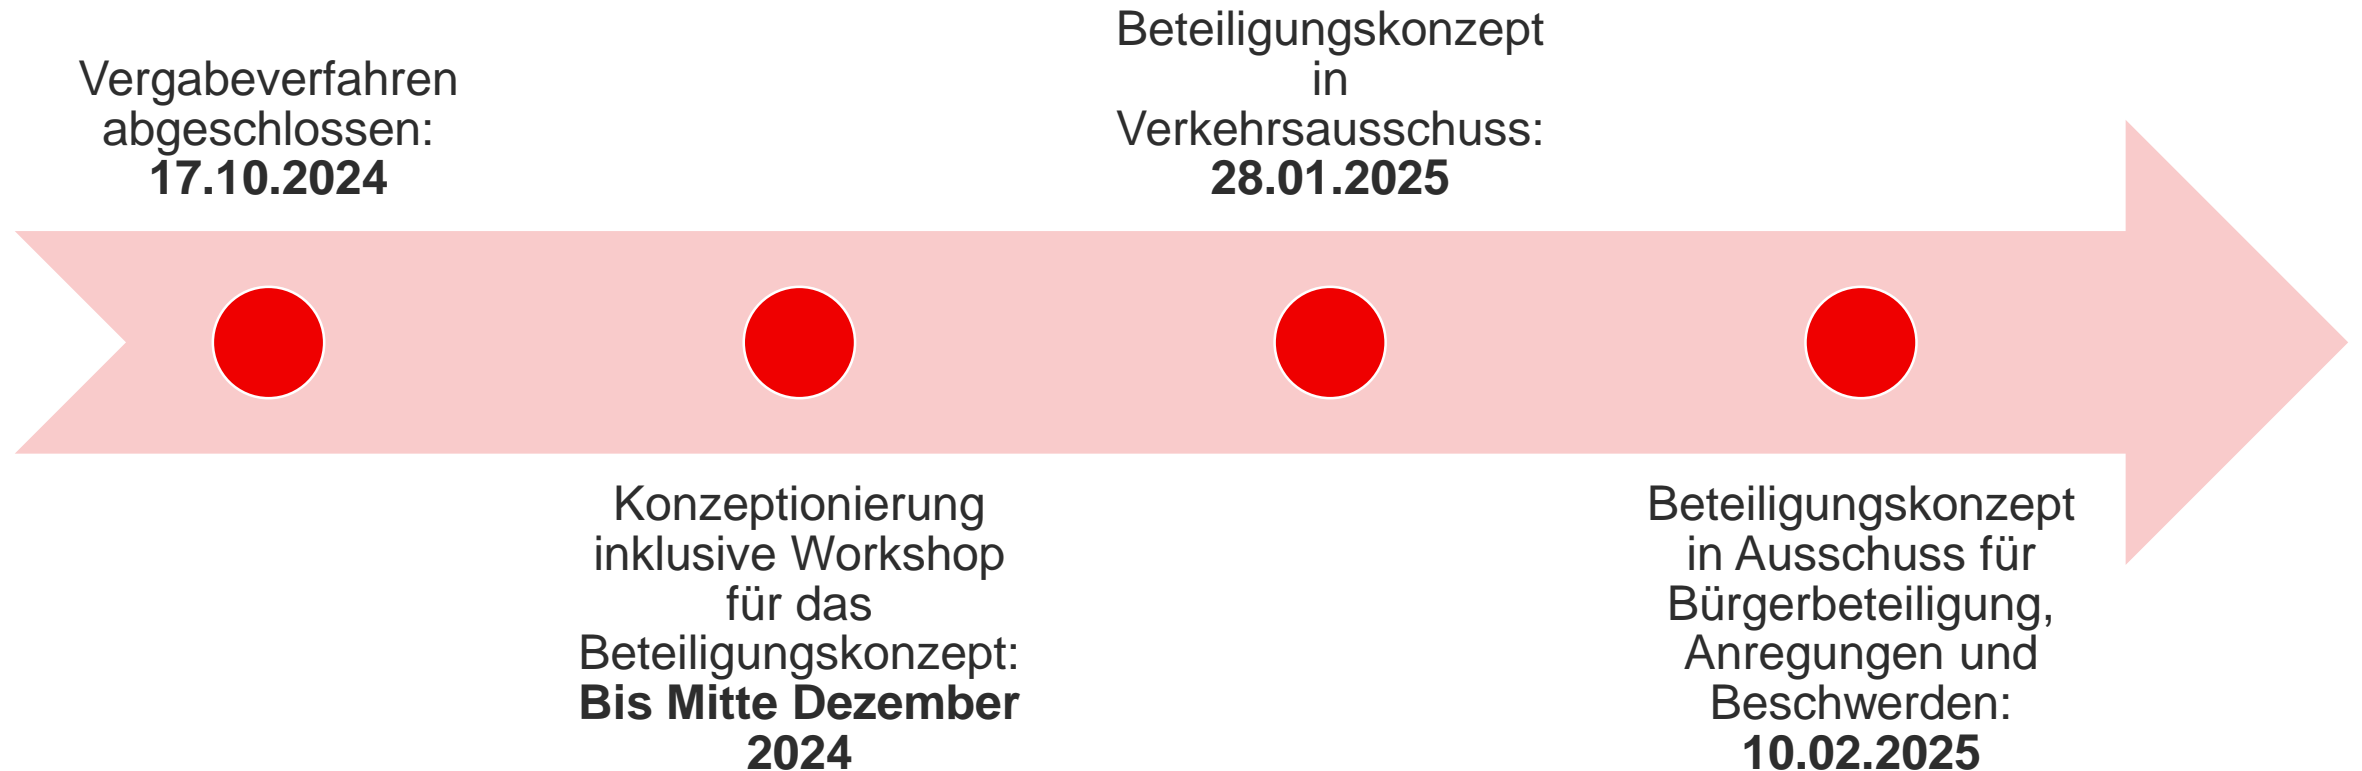 Vergabeverfahren
abgeschlossen:
17.10.2024
Konzeptionierung
inklusive Workshop
für das
Beteiligungskonzept:
Bis Mitte Dezember
2024
Beteiligungskonzept
in
Verkehrsausschuss:
28.01.2025
Beteiligungskonzept
in Ausschuss für
Bürgerbeteiligung,
Anregungen und
Beschwerden:
10.02.2025